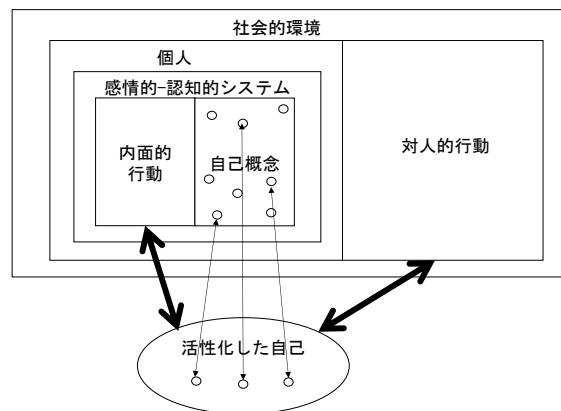 社会的環境
個人
感情的-認知的システム
内面的
行動
自己概念
対人的行動
活性化した自己